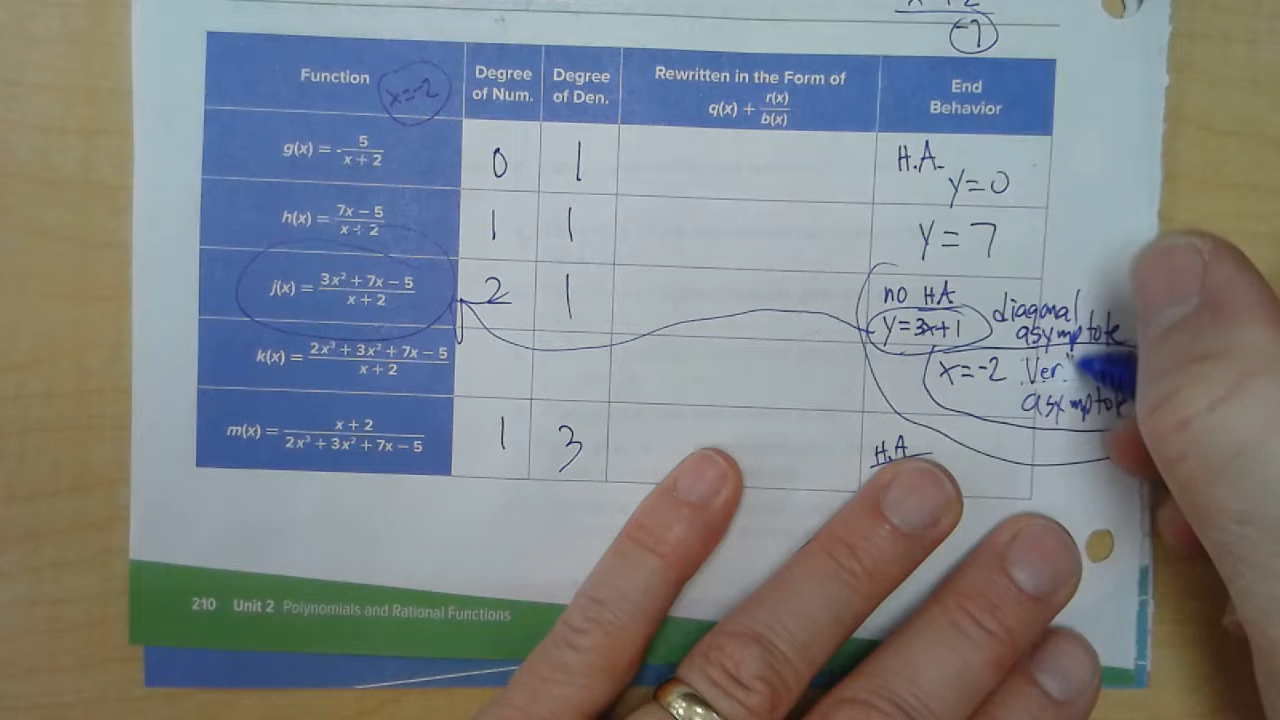 -7
Function x=-2
Degree of Num.
Degree of Den.
Rewritten in the Form of q(x) + r(x)/b(x)
End Behavior
g(x) = - 5/(x + 2)
0
1
H.A. y=0
h(x) = (7x − 5)/(x + 2)
1
1
y=7
j(x) = (3x² + 7x − 5)/(x + 2)
2
1
no HA
y=3x+1
diagonal
asymptote
k(x) = (2x³ + 3x² + 7x − 5)/(x + 2)
x=-2 Ver.
asymptote
m(x) = (x + 2)/(2x³ + 3x² + 7x − 5)
1
3
H.A
210 Unit 2 Polynomials and Rational Functions